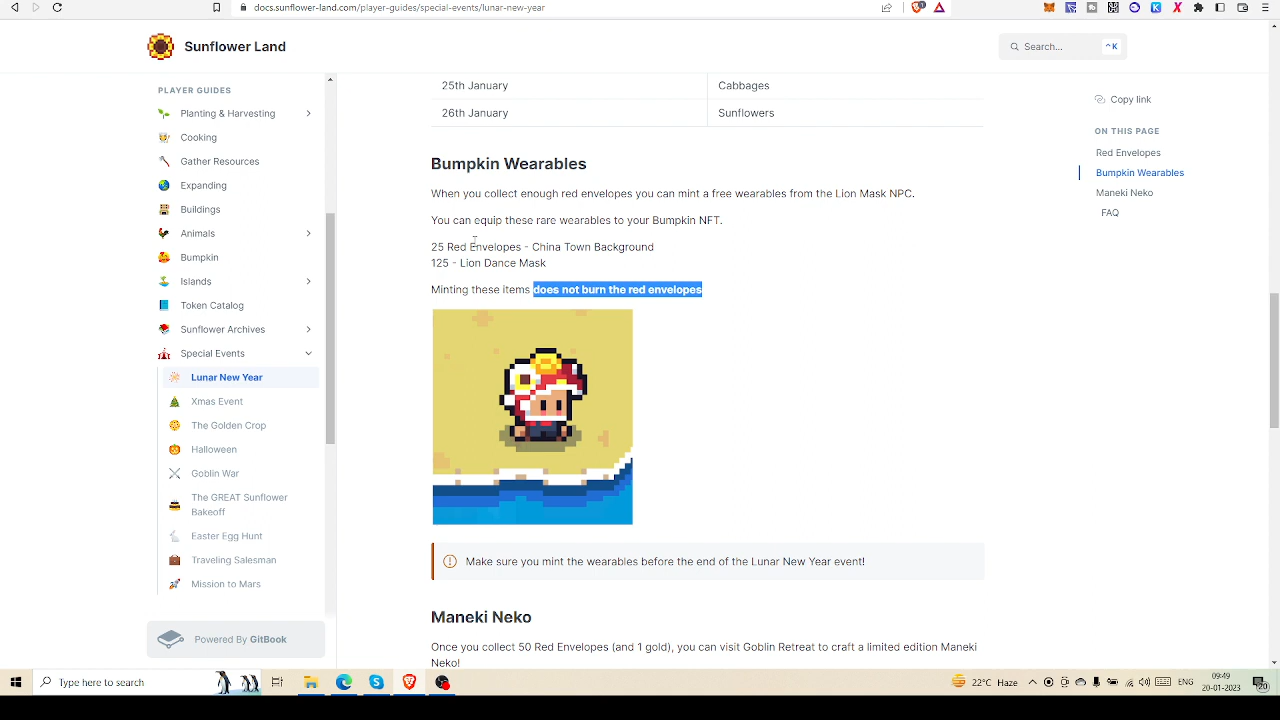 docs.sunflower-land.com/player-guides/special-events/lunar-new-year
Sunflower Land
Search...
⌃K
PLAYER GUIDES
Planting & Harvesting
Cooking
Gather Resources
Expanding
Buildings
Animals
Bumpkin
Islands
Token Catalog
Sunflower Archives
Special Events
Lunar New Year
Xmas Event
The Golden Crop
Halloween
Goblin War
The GREAT Sunflower
Bakeoff
Easter Egg Hunt
Traveling Salesman
Mission to Mars
Powered By GitBook
25th January Cabbages
26th January Sunflowers
Bumpkin Wearables
When you collect enough red envelopes you can mint a free wearables from the Lion Mask NPC.
You can equip these rare wearables to your Bumpkin NFT.
25 Red Envelopes - China Town Background
125 - Lion Dance Mask
Minting these items does not burn the red envelopes
Make sure you mint the wearables before the end of the Lunar New Year event!
Maneki Neko
Once you collect 50 Red Envelopes (and 1 gold), you can visit Goblin Retreat to craft a limited edition Maneki
Neko!
Copy link
ON THIS PAGE
Red Envelopes
Bumpkin Wearables
Maneki Neko
FAQ
Type here to search
22°C Haze
ENG
09:49
20-01-2023
20